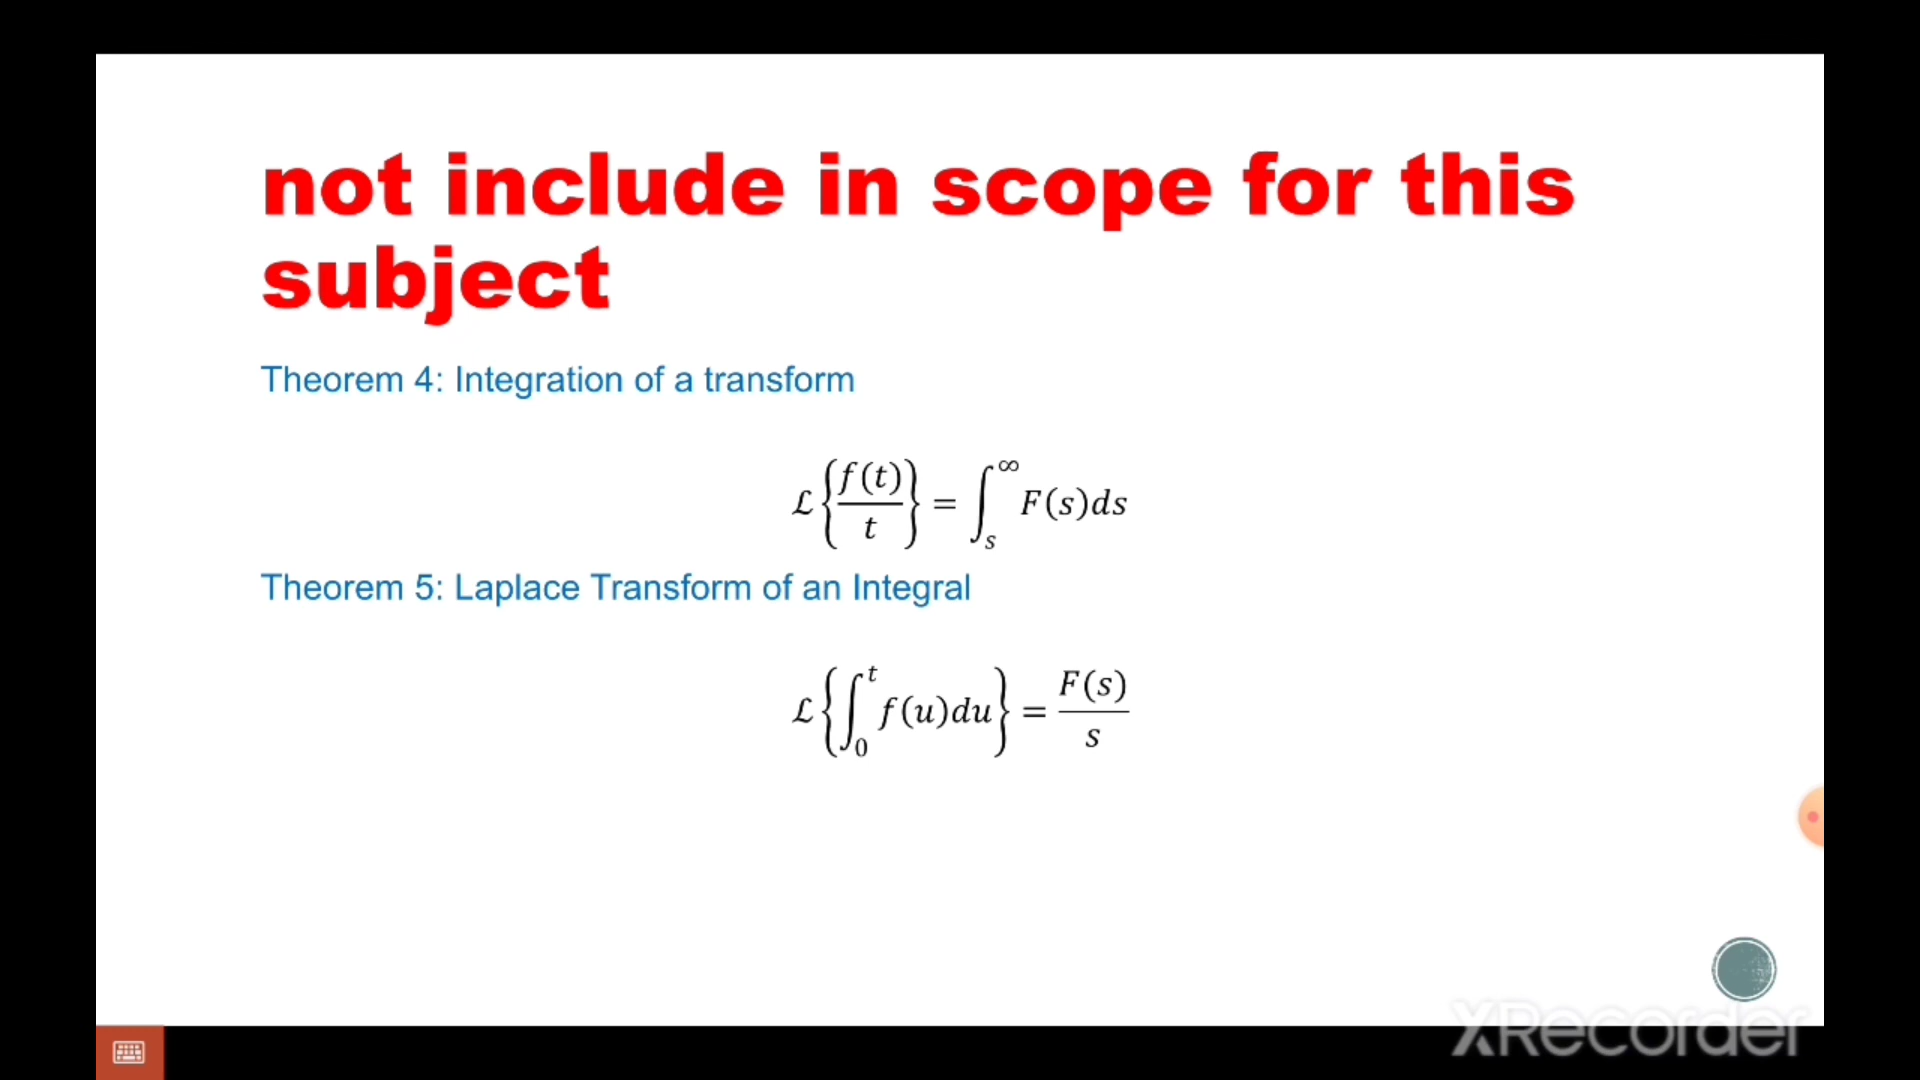 not include in scope for this
subject
Theorem 4: Integration of a transform
ℒ{f(t)/t} = ∫_s^∞ F(s)ds
Theorem 5: Laplace Transform of an Integral
ℒ{∫_0^t f(u)du} = F(s)/s
XRecorder